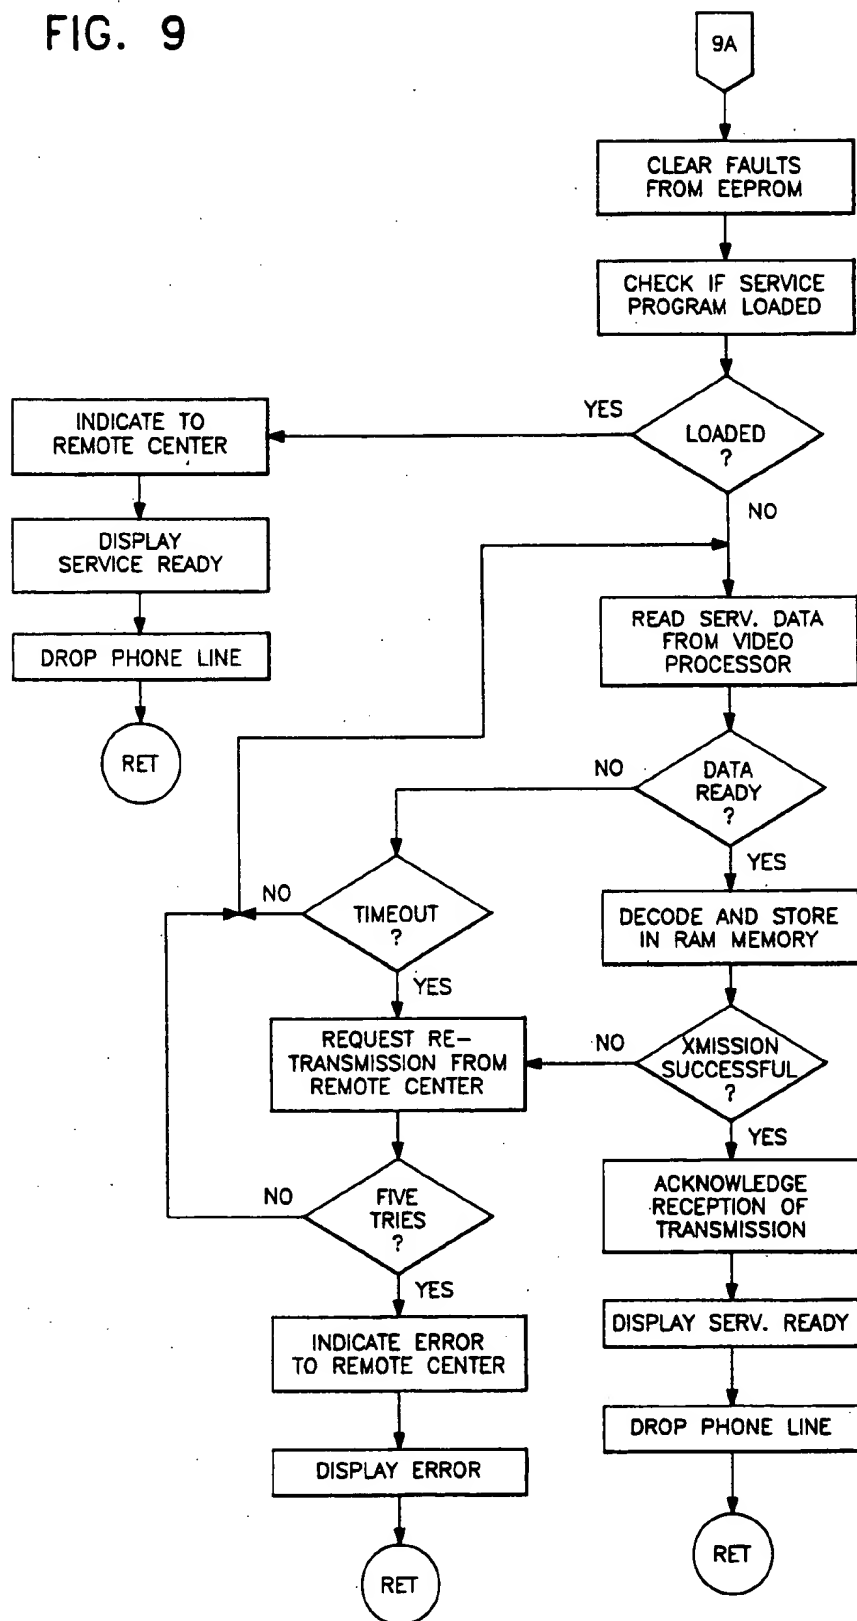 FIG. 9
9A
CLEAR FAULTS
FROM EEPROM
CHECK IF SERVICE
PROGRAM LOADED
YES
LOADED
?
NO
INDICATE TO
REMOTE CENTER
DISPLAY
SERVICE READY
DROP PHONE LINE
RET
READ SERV. DATA
FROM VIDEO
PROCESSOR
NO
DATA
READY
?
YES
NO
TIMEOUT
?
YES
DECODE AND STORE
IN RAM MEMORY
REQUEST RE-
TRANSMISSION FROM
REMOTE CENTER
NO
XMISSION
SUCCESSFUL
?
YES
NO
FIVE
TRIES
?
YES
ACKNOWLEDGE
RECEPTION OF
TRANSMISSION
INDICATE ERROR
TO REMOTE CENTER
DISPLAY SERV. READY
DISPLAY ERROR
DROP PHONE LINE
RET
RET